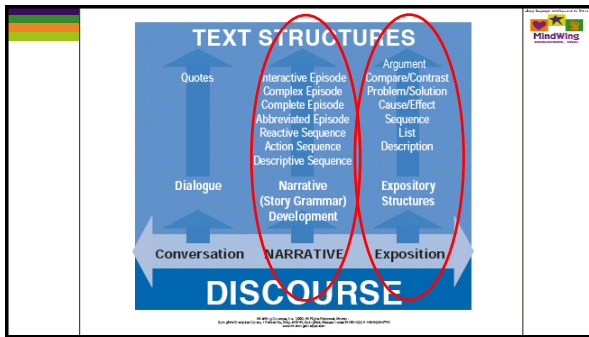 TEXT STRUCTURES
Quotes
Dialogue
Conversation
Interactive Episode
Complex Episode
Complete Episode
Abbreviated Episode
Reactive Sequence
Action Sequence
Descriptive Sequence
Narrative
(Story Grammar)
Development
NARRATIVE
Argument
Compare/Contrast
Problem/Solution
Cause/Effect
Sequence
List
Description
Expository
Structures
Exposition
DISCOURSE
MindWing